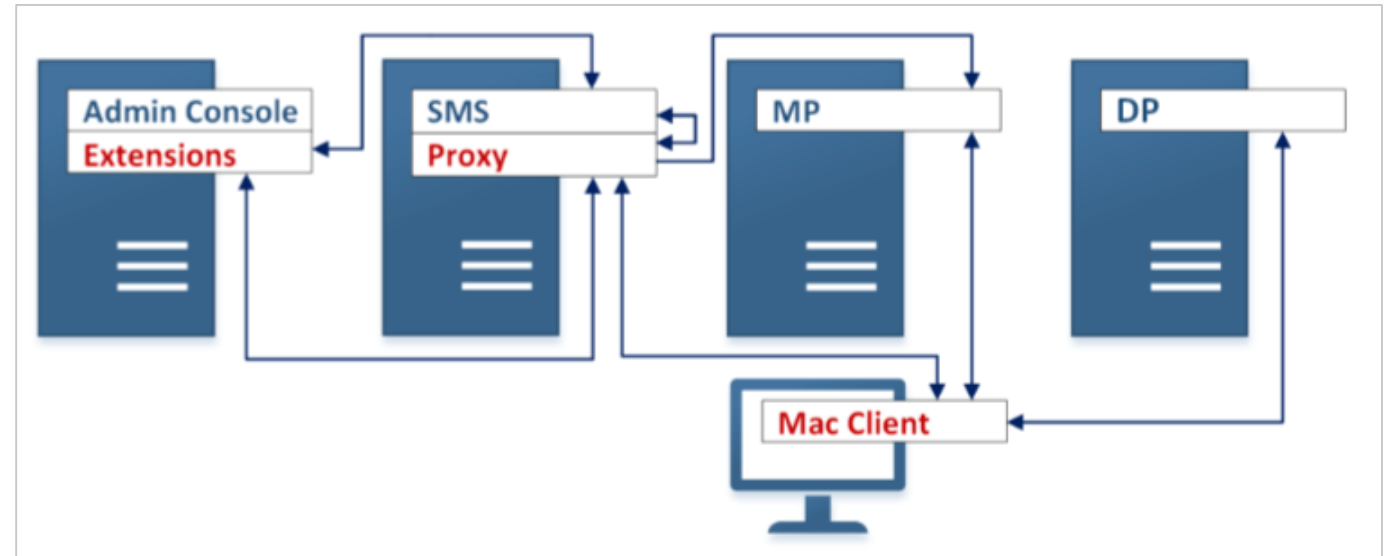 Admin Console
Extensions
SMS
Proxy
MP
DP
Mac Client